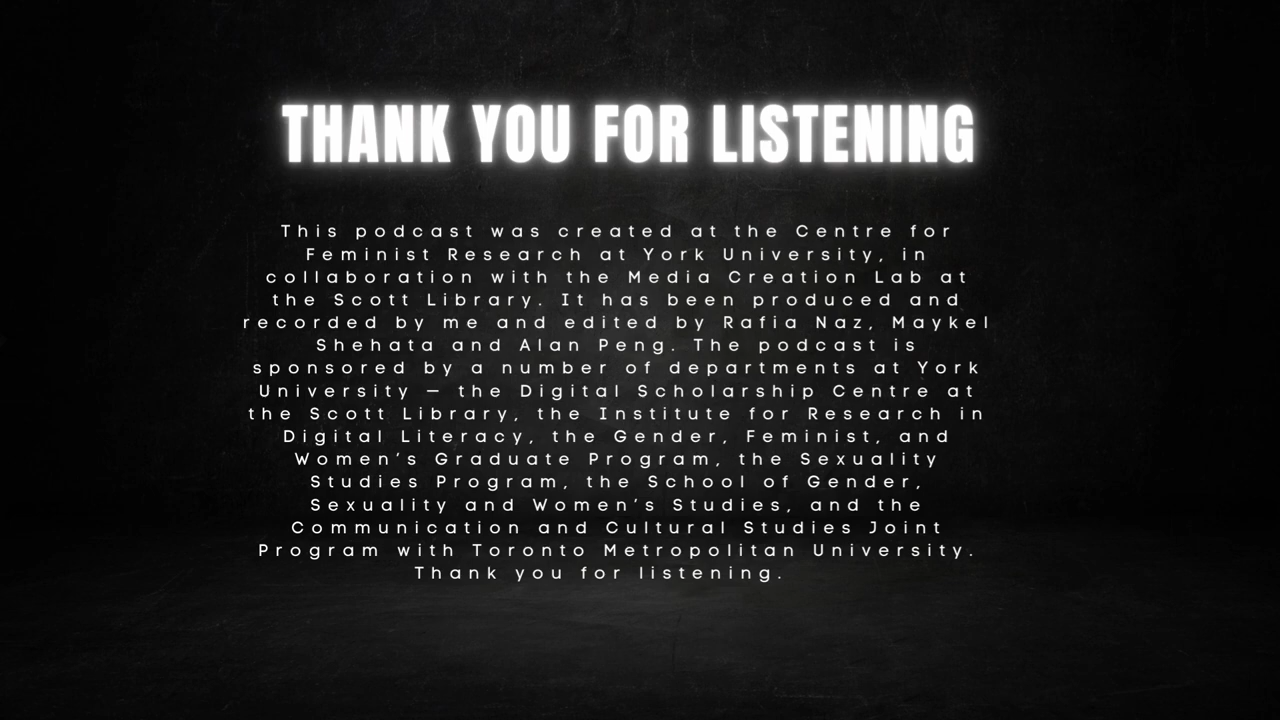 THANK YOU FOR LISTENING
This podcast was created at the Centre for
Feminist Research at York University, in
collaboration with the Media Creation Lab at
the Scott Library. It has been produced and
recorded by me and edited by Rafia Naz, Maykel
Shehata and Alan Peng. The podcast is
sponsored by a number of departments at York
University – the Digital Scholarship Centre at
the Scott Library, the Institute for Research in
Digital Literacy, the Gender, Feminist, and
Women's Graduate Program, the Sexuality
Studies Program, the School of Gender,
Sexuality and Women's Studies, and the
Communication and Cultural Studies Joint
Program with Toronto Metropolitan University.
Thank you for listening.